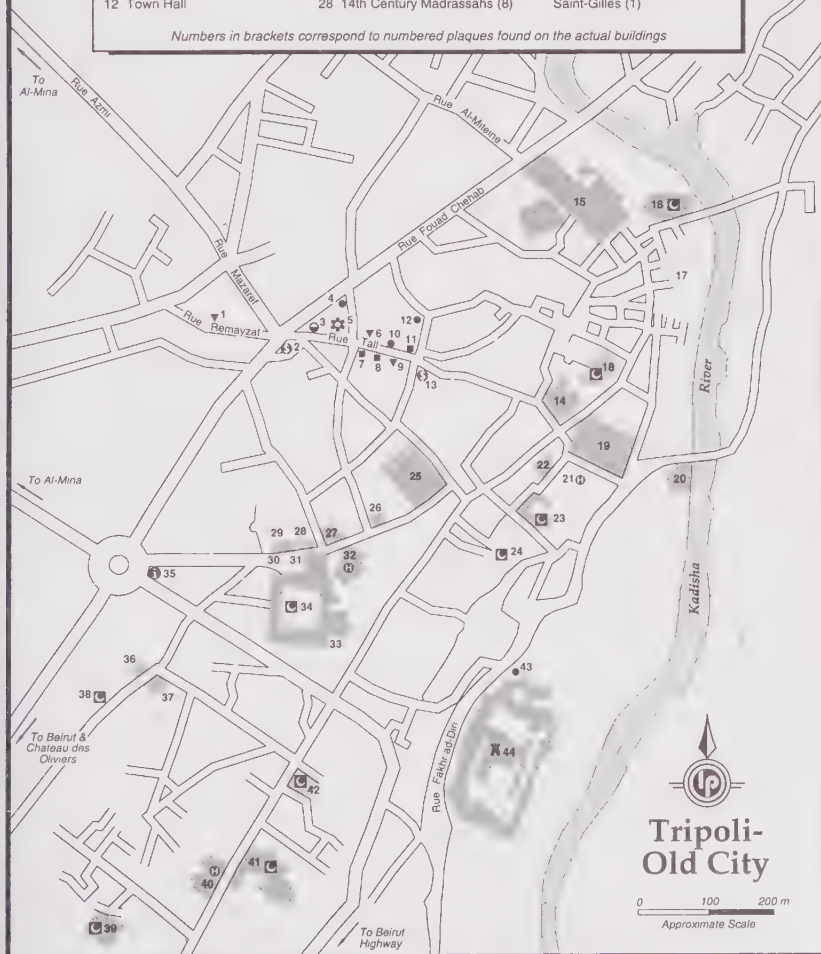 12 Town Hall
28 14th Century Madrassahs (8)
Saint-Gilles (1)
Numbers in brackets correspond to numbered plaques found on the actual buildings
To
Al-Mina
Rue Azmi
Rue Al-Miteine
Rue Fouad Chehab
15
16
17
Rue Mazaref
Rue Remayzat
1
2
3
4
5
Rue Tall
6
7
8
9
10
11
12
13
14
18
19
20
River
Kadisha
21 H
22
23
24
25
26
27
28
29
30
31
32
H
33
34
35
i
To Al-Mina
36
37
38
To Beirut &
Chateau des
Oliviers
39
40
H
41
42
43
44
Rue Fakhr ad-Din
To Beirut
Highway
LP
Tripoli-
Old City
0 100 200 m
Approximate Scale